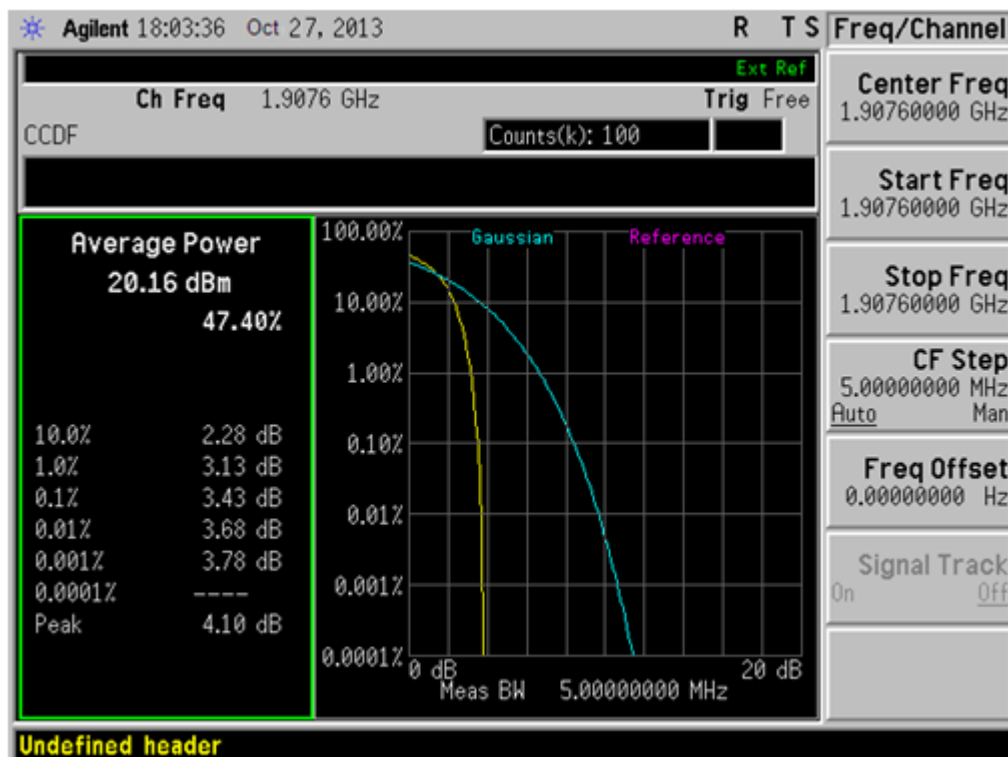 Agilent 18:03:36 Oct 27, 2013 R T S
Ext Ref
Ch Freq 1.9076 GHz Trig Free
CCDF Counts(k): 100
Average Power
20.16 dBm
47.40%
10.0% 2.28 dB
1.0% 3.13 dB
0.1% 3.43 dB
0.01% 3.68 dB
0.001% 3.78 dB
0.0001% ----
Peak 4.10 dB
Gaussian Reference
100.00%
10.00%
1.00%
0.10%
0.01%
0.001%
0.0001%
0 dB 20 dB
Meas BW 5.00000000 MHz
Freq/Channel
Center Freq
1.90760000 GHz
Start Freq
1.90760000 GHz
Stop Freq
1.90760000 GHz
CF Step
5.00000000 MHz
Auto Man
Freq Offset
0.00000000 Hz
Signal Track
On Off
Undefined header